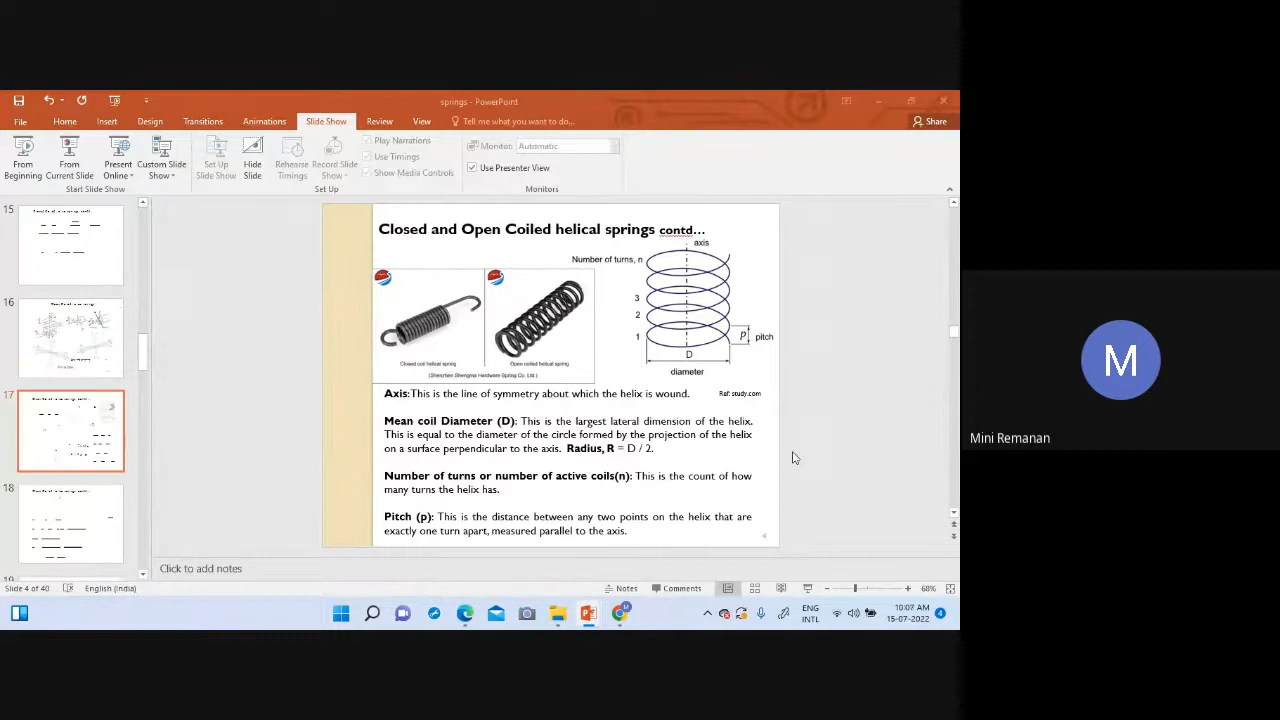 springs - PowerPoint
File Home Insert Design Transitions Animations Slide Show Review View Tell me what you want to do... Share
From Beginning
From Current Slide
Present Online
Custom Slide Show
Set Up Slide Show
Hide Slide
Rehearse Timings
Record Slide Show
Play Narrations
Use Timings
Show Media Controls
Monitor: Automatic
Use Presenter View
Start Slide Show
Set Up
Monitors
15
16
17
18
Closed and Open Coiled helical springs contd...
axis
Number of turns, n
3
2
1
p
pitch
D
diameter
Closed coil helical spring
Open coiled helical spring
(Shenzhen Shengma Hardware Spring Co. Ltd.)
Axis: This is the line of symmetry about which the helix is wound.
Ref: study.com
Mean coil Diameter (D): This is the largest lateral dimension of the helix.
This is equal to the diameter of the circle formed by the projection of the helix
on a surface perpendicular to the axis. Radius, R = D / 2.
Number of turns or number of active coils(n): This is the count of how
many turns the helix has.
Pitch (p): This is the distance between any two points on the helix that are
exactly one turn apart, measured parallel to the axis.
4
Click to add notes
Slide 4 of 40 English (India) Notes Comments 68%
ENG
INTL
10:07 AM
15-07-2022
4
M
Mini Remanan